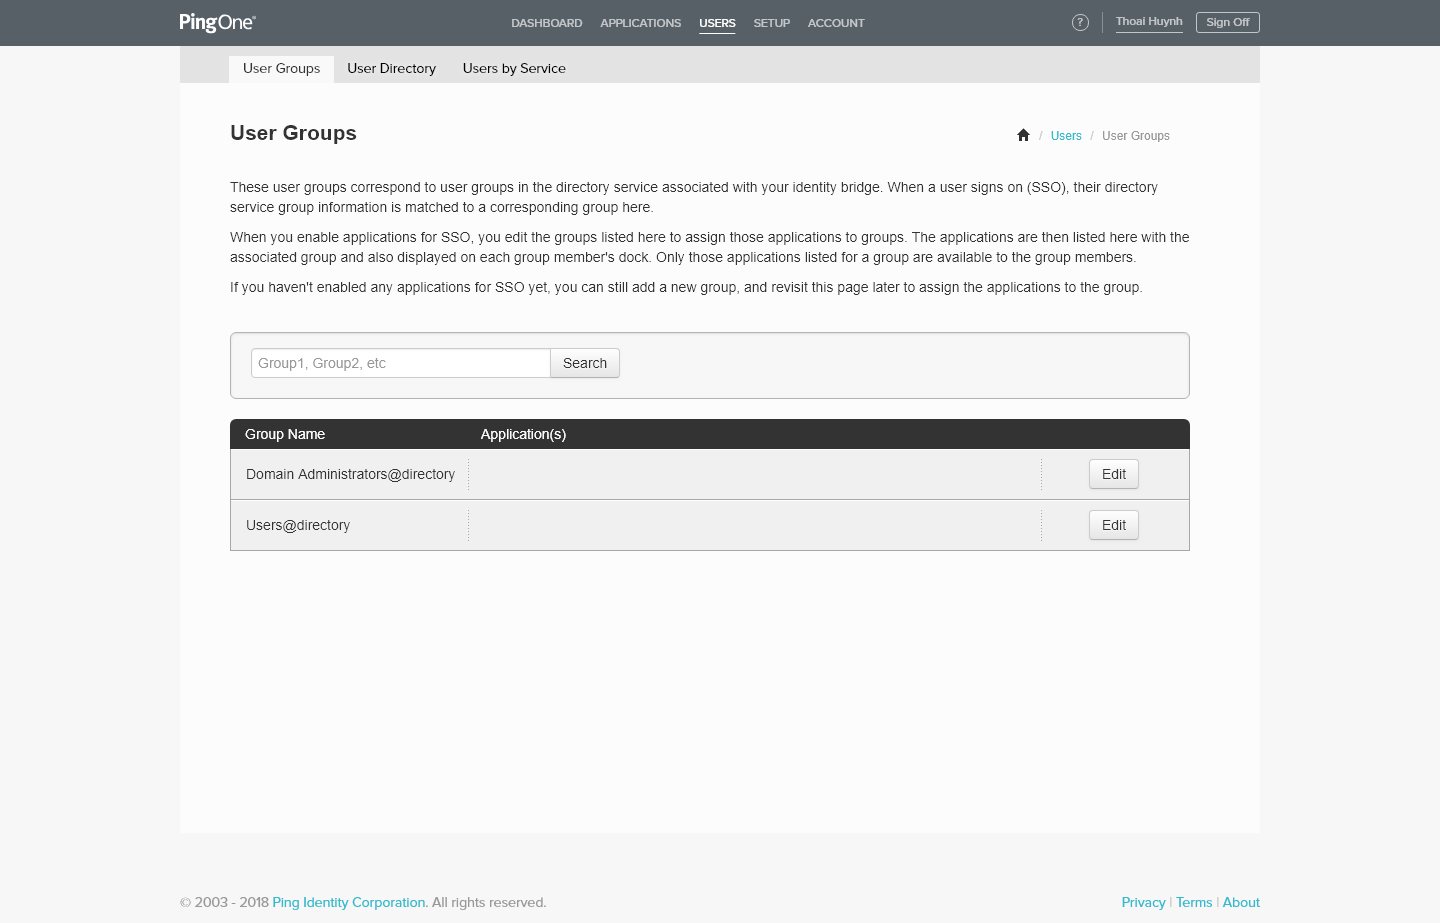 PingOne®
DASHBOARD APPLICATIONS USERS SETUP ACCOUNT
? Thoai Huynh Sign Off
User Groups User Directory Users by Service
User Groups
/ Users / User Groups
These user groups correspond to user groups in the directory service associated with your identity bridge. When a user signs on (SSO), their directory
service group information is matched to a corresponding group here.
When you enable applications for SSO, you edit the groups listed here to assign those applications to groups. The applications are then listed here with the
associated group and also displayed on each group member's dock. Only those applications listed for a group are available to the group members.
If you haven't enabled any applications for SSO yet, you can still add a new group, and revisit this page later to assign the applications to the group.
Group1, Group2, etc Search
Group Name Application(s)
Domain Administrators@directory Edit
Users@directory Edit
© 2003 - 2018 Ping Identity Corporation. All rights reserved.
Privacy | Terms | About